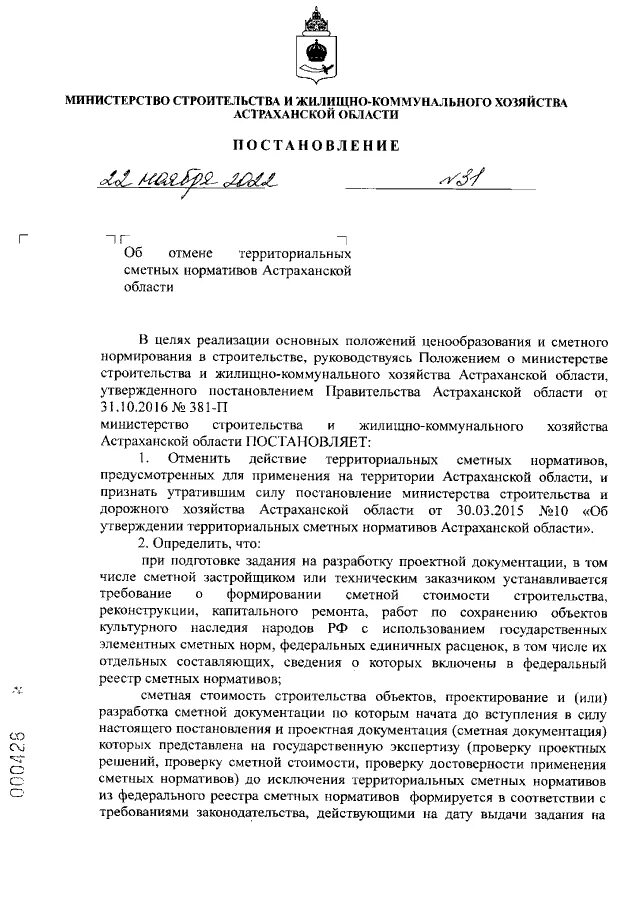 МИНИСТЕРСТВО СТРОИТЕЛЬСТВА И ЖИЛИЩНО-КОММУНАЛЬНОГО ХОЗЯЙСТВА
АСТРАХАНСКОЙ ОБЛАСТИ
ПОСТАНОВЛЕНИЕ
22 ноября 2022 №31
Об отмене территориальных
сметных нормативов Астраханской
области
В целях реализации основных положений ценообразования и сметного
нормирования в строительстве, руководствуясь Положением о министерстве
строительства и жилищно-коммунального хозяйства Астраханской области,
утвержденного постановлением Правительства Астраханской области от
31.10.2016 № 381-П
министерство строительства и жилищно-коммунального хозяйства
Астраханской области ПОСТАНОВЛЯЕТ:
1. Отменить действие территориальных сметных нормативов,
предусмотренных для применения на территории Астраханской области, и
признать утратившим силу постановление министерства строительства и
дорожного хозяйства Астраханской области от 30.03.2015 №10 «Об
утверждении территориальных сметных нормативов Астраханской области».
2. Определить, что:
при подготовке задания на разработку проектной документации, в том
числе сметной застройщиком или техническим заказчиком устанавливается
требование о формировании сметной стоимости строительства,
реконструкции, капитального ремонта, работ по сохранению объектов
культурного наследия народов РФ с использованием государственных
элементных сметных норм, федеральных единичных расценок, в том числе их
отдельных составляющих, сведения о которых включены в федеральный
реестр сметных нормативов;
сметная стоимость строительства объектов, проектирование и (или)
разработка сметной документации по которым начата до вступления в силу
настоящего постановления и проектная документация (сметная документация)
которых представлена на государственную экспертизу (проверку проектных
решений, проверку сметной стоимости, проверку достоверности применения
сметных нормативов) до исключения территориальных сметных нормативов
из федерального реестра сметных нормативов формируется в соответствии с
требованиями законодательства, действующими на дату выдачи задания на
000428